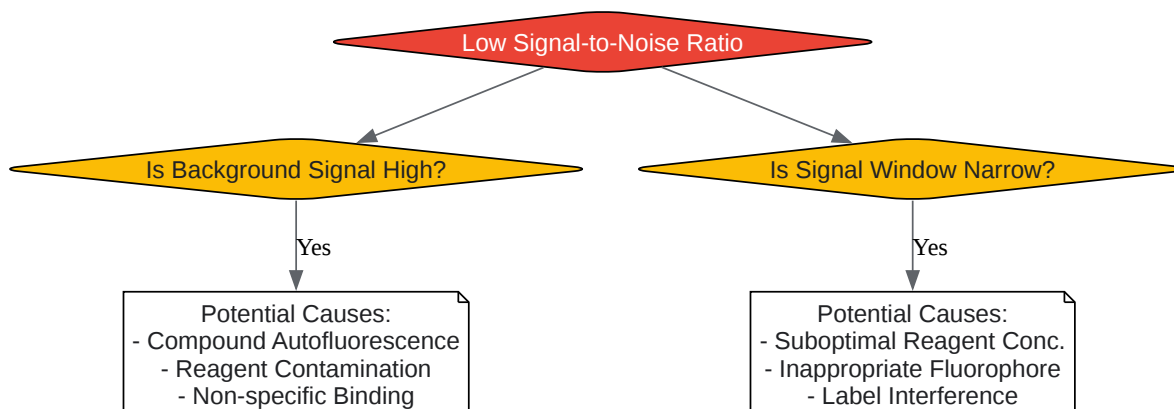 Low Signal-to-Noise Ratio
Is Background Signal High?
Is Signal Window Narrow?
Yes
Yes
Potential Causes:
- Compound Autofluorescence
- Reagent Contamination
- Non-specific Binding
Potential Causes:
- Suboptimal Reagent Conc.
- Inappropriate Fluorophore
- Label Interference